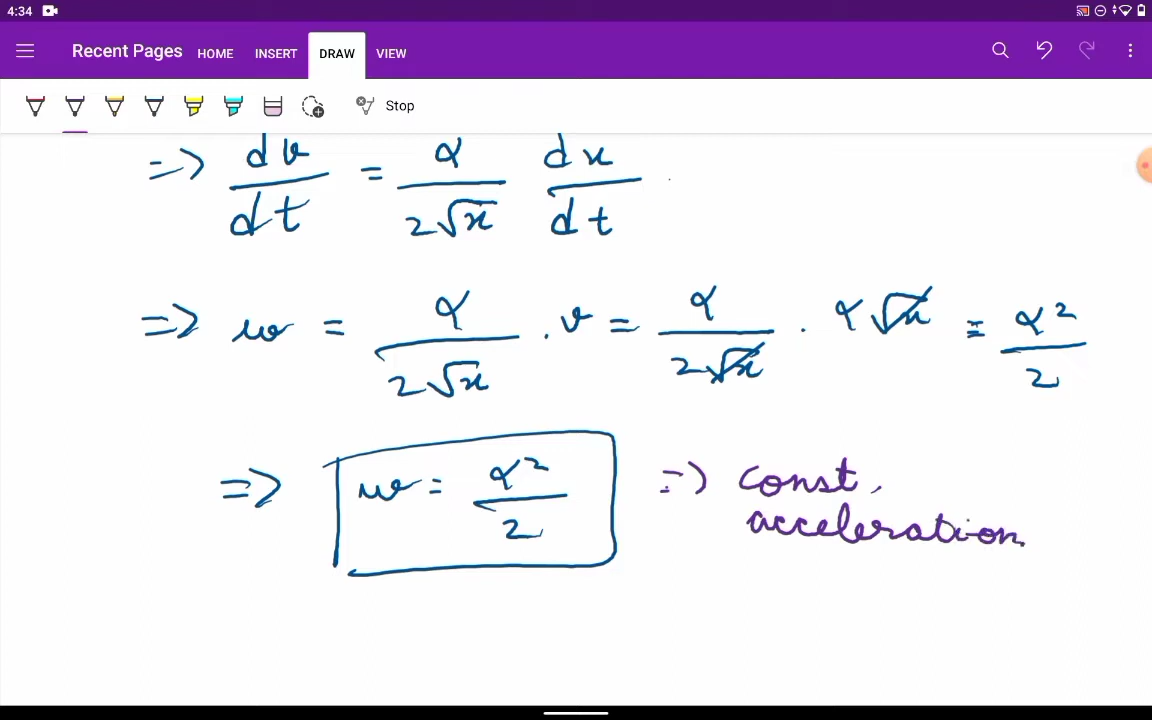 4:34
Recent Pages HOME INSERT DRAW VIEW
Stop
=> dv/dt = α/2√x dx/dt
=> w = α/2√x . v = α/2√x . α√x = α²/2
=> w = α²/2 => const,
acceleration.